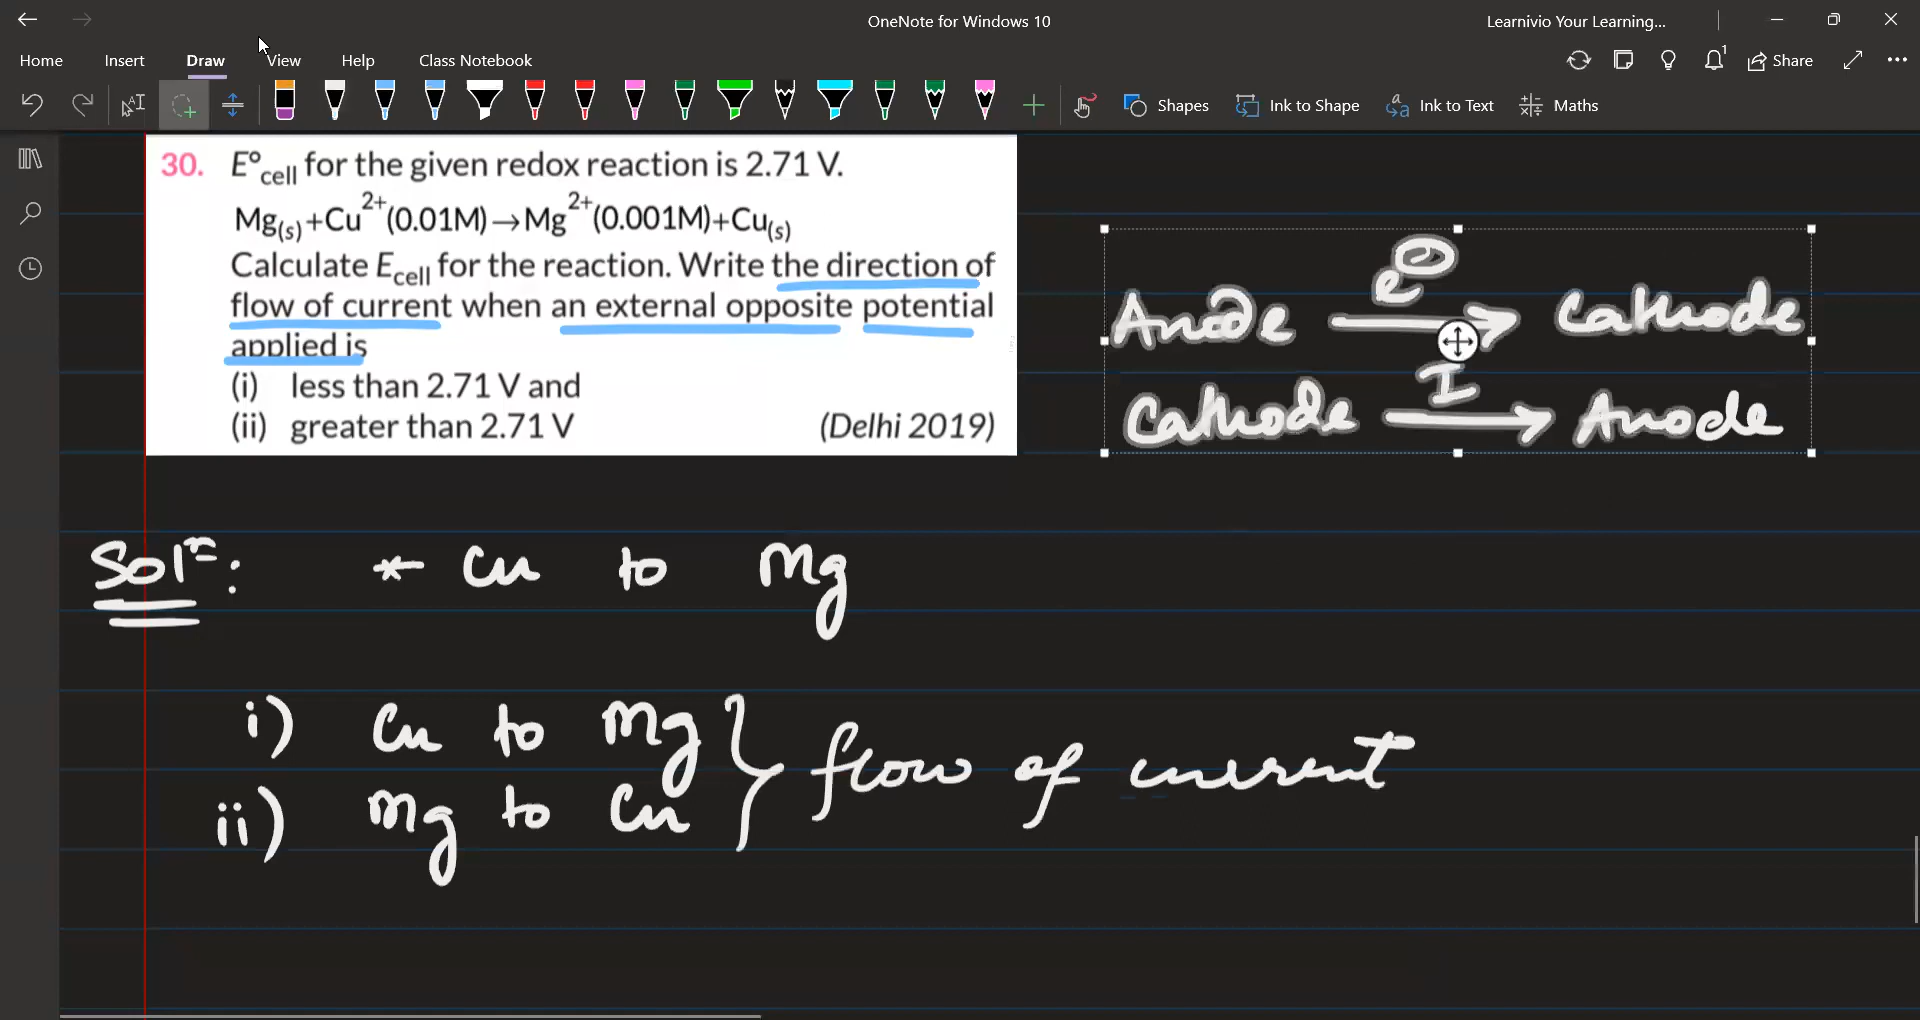 OneNote for Windows 10
Learnivio Your Learning...
Home Insert Draw View Help Class Notebook
1 Share
Shapes Ink to Shape Ink to Text Maths
30. E°cell for the given redox reaction is 2.71 V.
Mg(s)+Cu2+(0.01M)→Mg2+(0.001M)+Cu(s)
Calculate Ecell for the reaction. Write the direction of
flow of current when an external opposite potential
applied is
(i) less than 2.71 V and
(ii) greater than 2.71 V (Delhi 2019)
e⊖
Anode → Cathode
I
Cathode → Anode
Solⁿ: * Cu to Mg
i) Cu to Mg
ii) Mg to Cu } flow of current